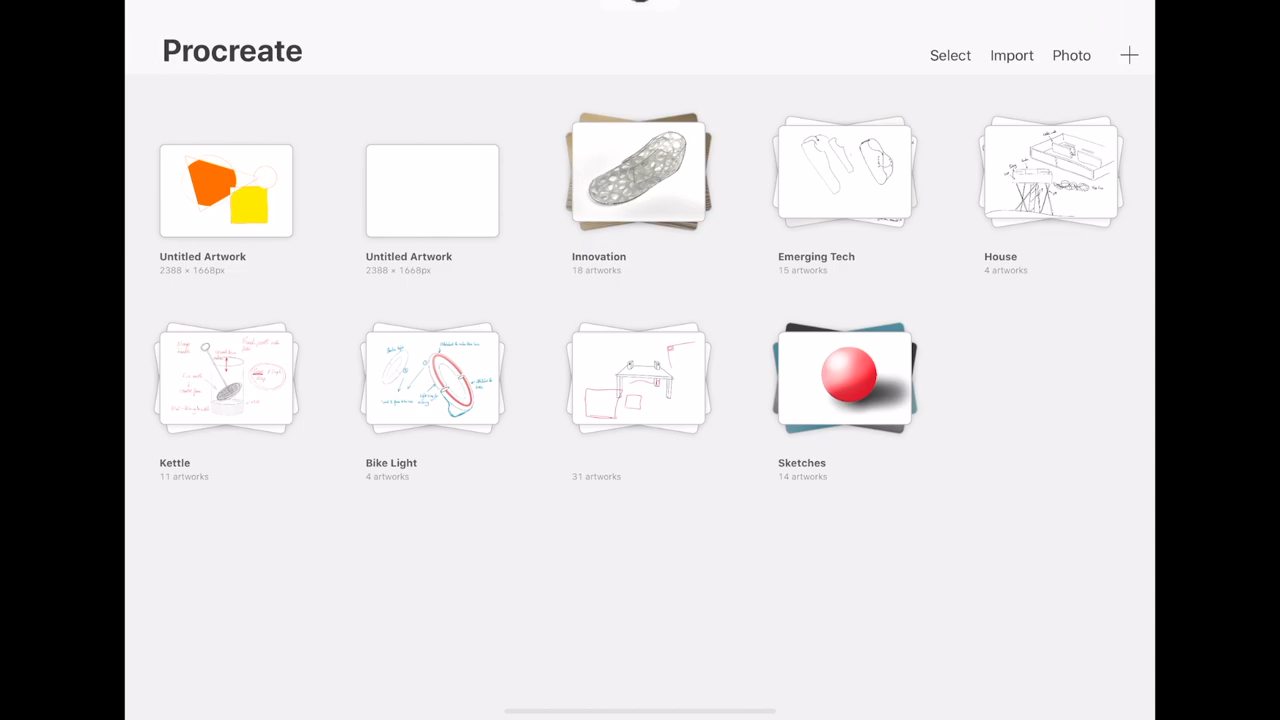 Procreate
Select Import Photo
Untitled Artwork
2388 × 1668px
Untitled Artwork
2388 × 1668px
Innovation
18 artworks
Emerging Tech
15 artworks
House
4 artworks
Kettle
11 artworks
Bike Light
4 artworks
31 artworks
Sketches
14 artworks